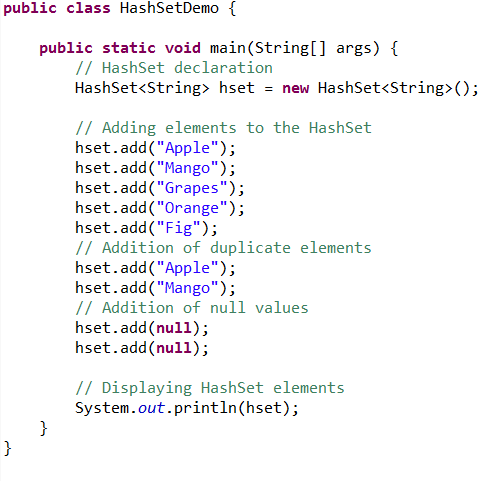 public class HashSetDemo {
public static void main(String[] args) {
// HashSet declaration
HashSet<String> hset = new HashSet<String>();
// Adding elements to the HashSet
hset.add("Apple");
hset.add("Mango");
hset.add("Grapes");
hset.add("Orange");
hset.add("Fig");
// Addition of duplicate elements
hset.add("Apple");
hset.add("Mango");
// Addition of null values
hset.add(null);
hset.add(null);
// Displaying HashSet elements
System.out.println(hset);
}
}